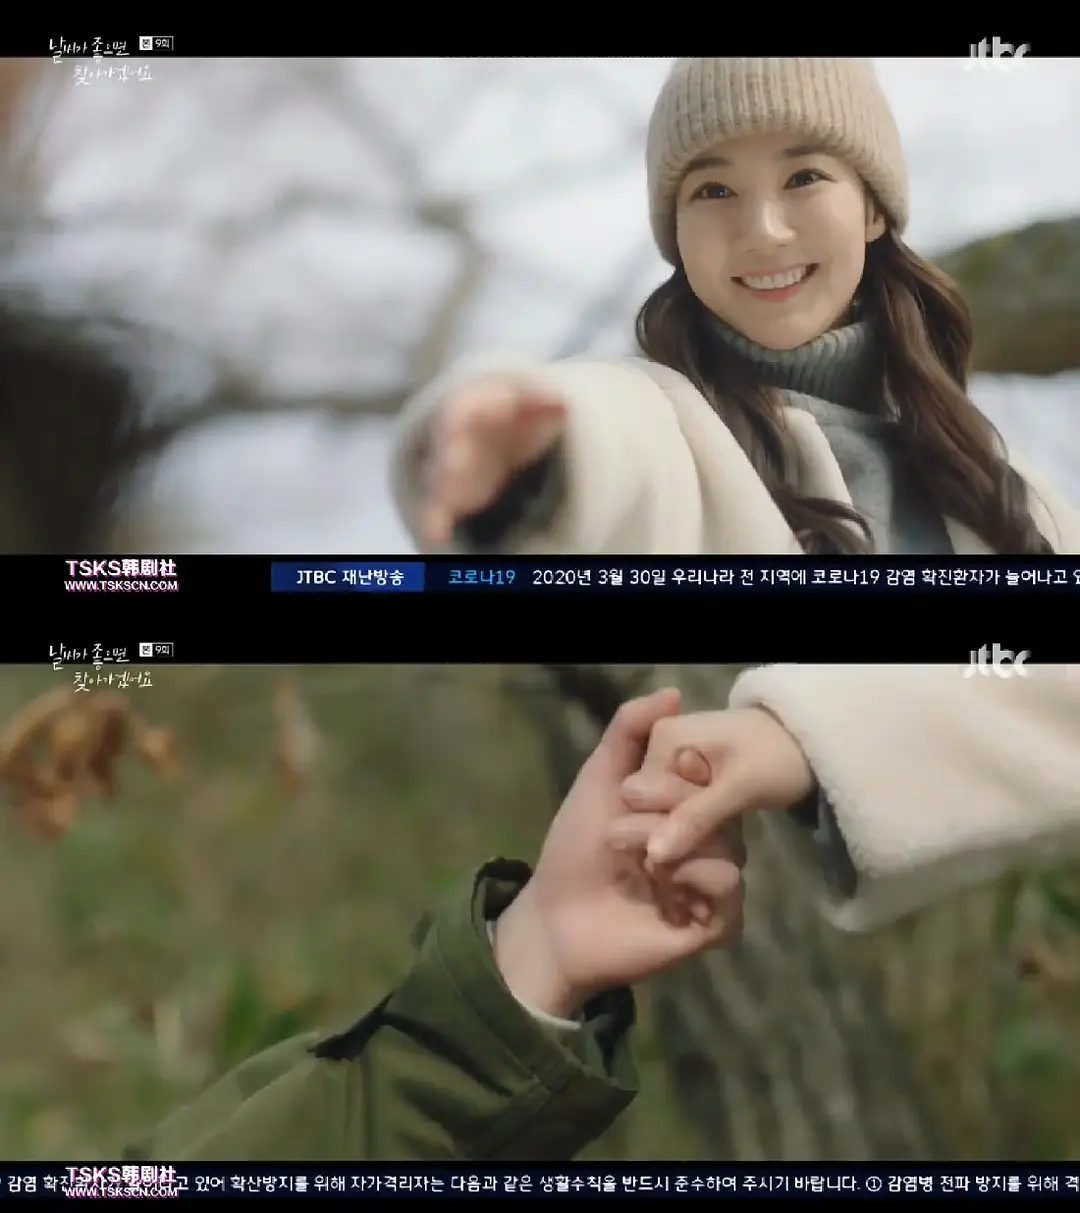 날씨가 좋으면 본 9회
찾아가겠어요
jtbc
TSKS韩剧社
WWW.TSKSCN.COM
JTBC 재난방송 코로나19 2020년 3월 30일 우리나라 전 지역에 코로나19 감염 확진환자가 늘어나고
날씨가 좋으면 본 9회
찾아가겠어요
jtbc
TSKS韩剧社
WWW.TSKSCN.COM
감염 있어 확산방지를 위해 자가격리자는 다음과 같은 생활수칙을 반드시 준수하여 주시기 바랍니다. ① 감염병 전파 방지를 위해